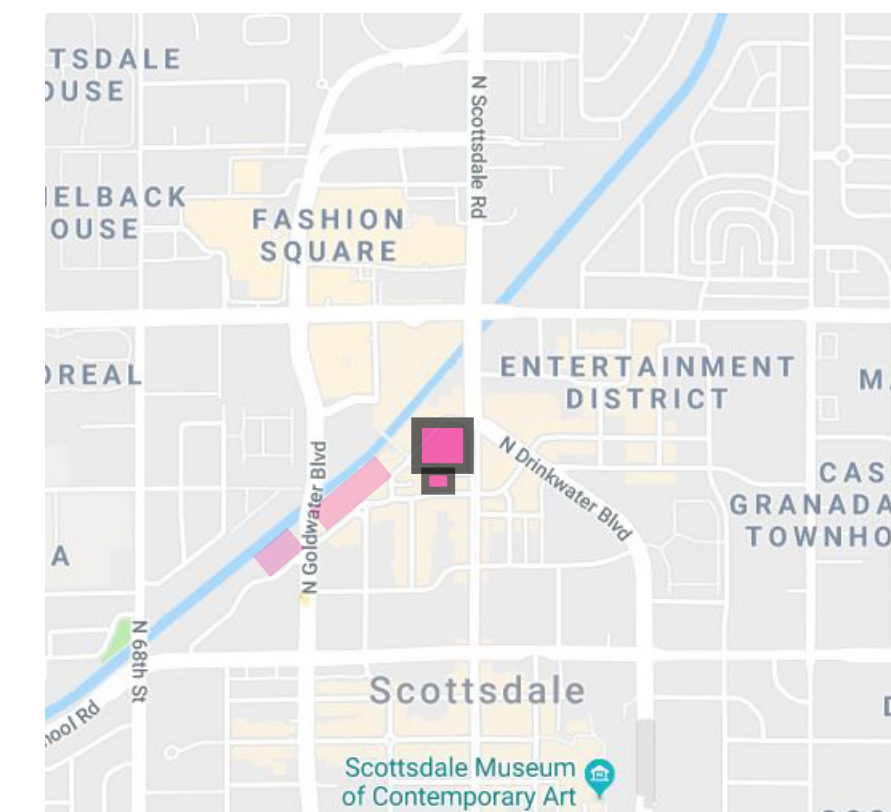 TSDALE
OUSE
N Scottsdale Rd
ELBACK
OUSE
FASHION
SQUARE
OREAL
ENTERTAINMENT
DISTRICT
M
N Drinkwater Blvd
N Goldwater Blvd
CAS
GRANADA
TOWNHO
A
N 68th St
Scottsdale
ool Rd
Scottsdale Museum
of Contemporary Art